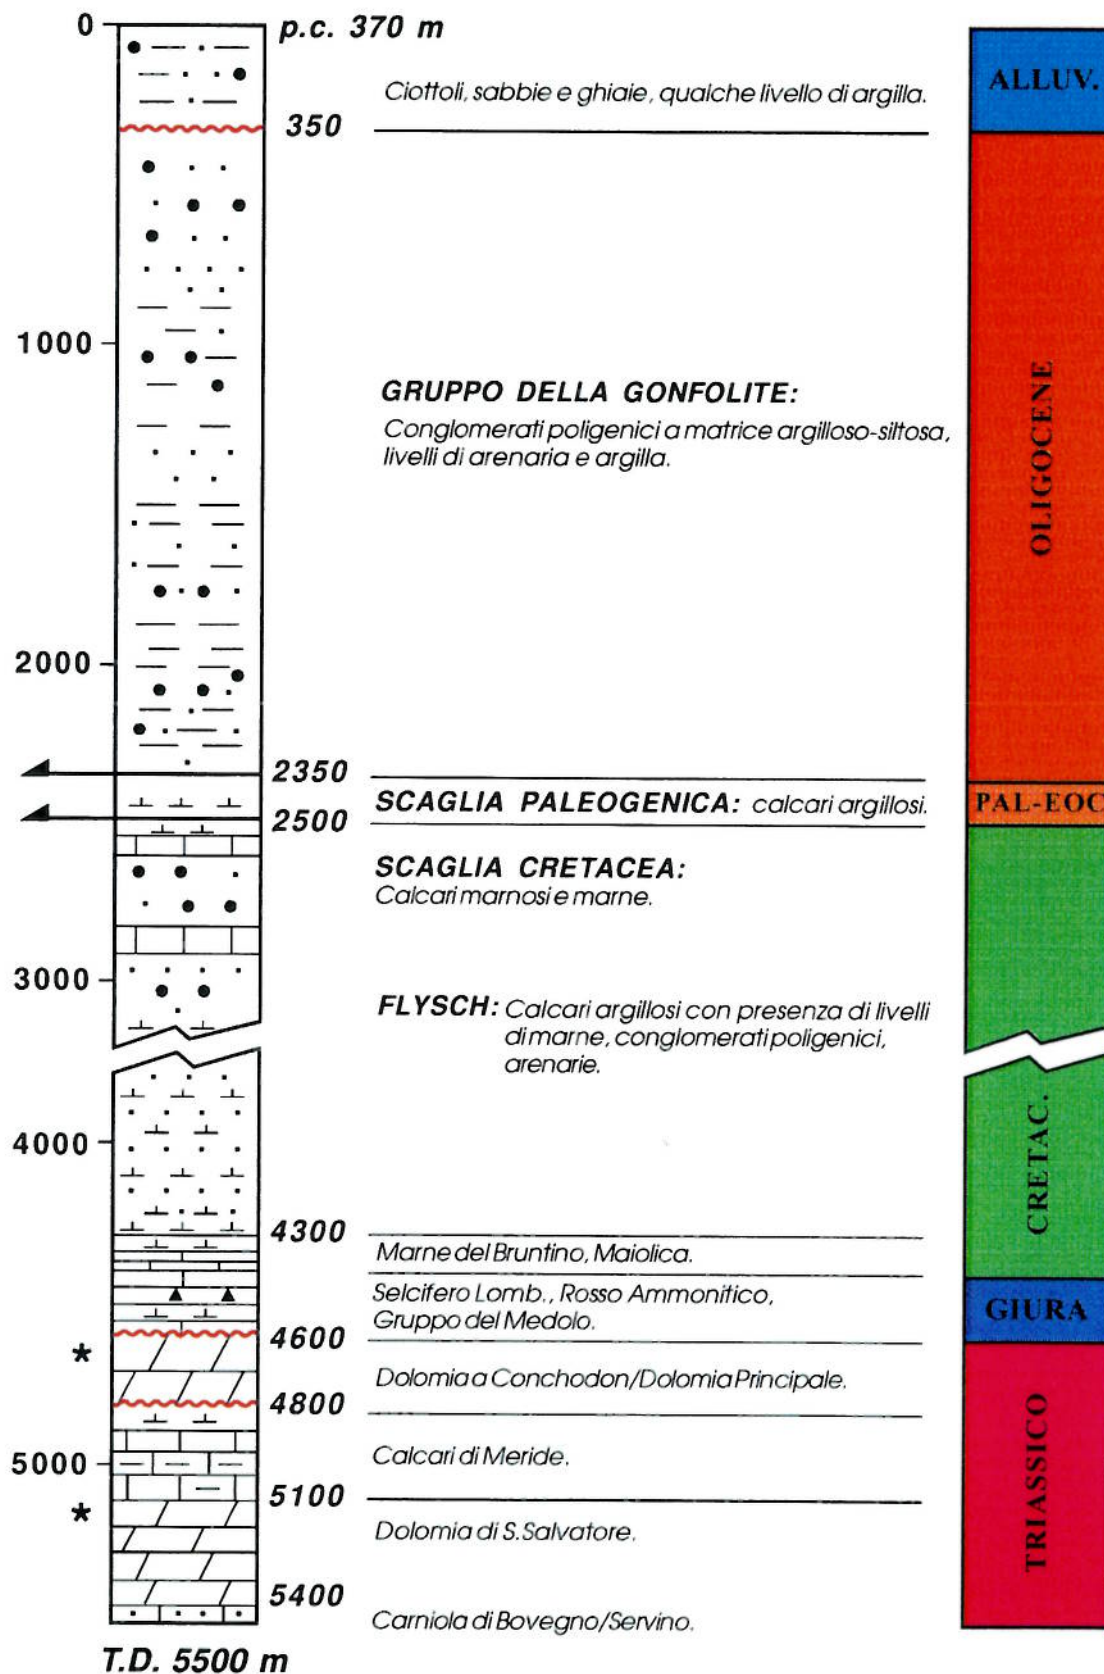 0
p.c. 370 m
ALLUV.
Ciottoli, sabbie e ghiaie, qualche livello di argilla.
350
1000
GRUPPO DELLA GONFOLITE:
Conglomerati poligenici a matrice argilloso-siltosa,
livelli di arenaria e argilla.
OLIGOCENE
2000
2350
SCAGLIA PALEOGENICA: calcari argillosi.
PAL-EOC
2500
SCAGLIA CRETACEA:
Calcari marnosi e marne.
3000
FLYSCH: Calcari argillosi con presenza di livelli
di marne, conglomerati poligenici,
arenarie.
4000
CRETAC.
4300
Marne del Bruntino, Maiolica.
Selcifero Lomb., Rosso Ammonitico,
Gruppo del Medolo.
GIURA
4600
*
Dolomia a Conchodon/Dolomia Principale.
4800
5000
Calcari di Meride.
TRIASSICO
5100
*
Dolomia di S.Salvatore.
5400
Carniola di Bovegno/Servino.
T.D. 5500 m